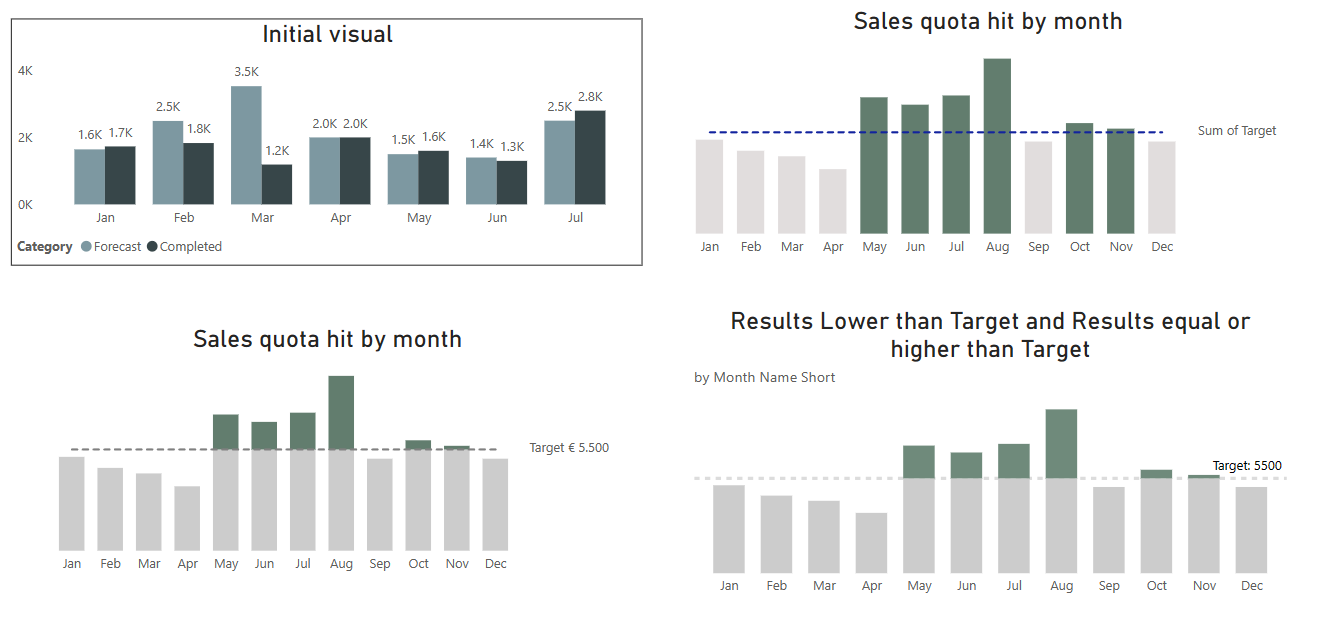 Initial visual
4K
2K
0K
1.6K 1.7K 2.5K 1.8K 3.5K 1.2K 2.0K 2.0K 1.5K 1.6K 1.4K 1.3K 2.5K 2.8K
Jan Feb Mar Apr May Jun Jul
Category Forecast Completed
Sales quota hit by month
Sum of Target
Jan Feb Mar Apr May Jun Jul Aug Sep Oct Nov Dec
Sales quota hit by month
Target € 5.500
Jan Feb Mar Apr May Jun Jul Aug Sep Oct Nov Dec
Results Lower than Target and Results equal or
higher than Target
by Month Name Short
Target: 5500
Jan Feb Mar Apr May Jun Jul Aug Sep Oct Nov Dec